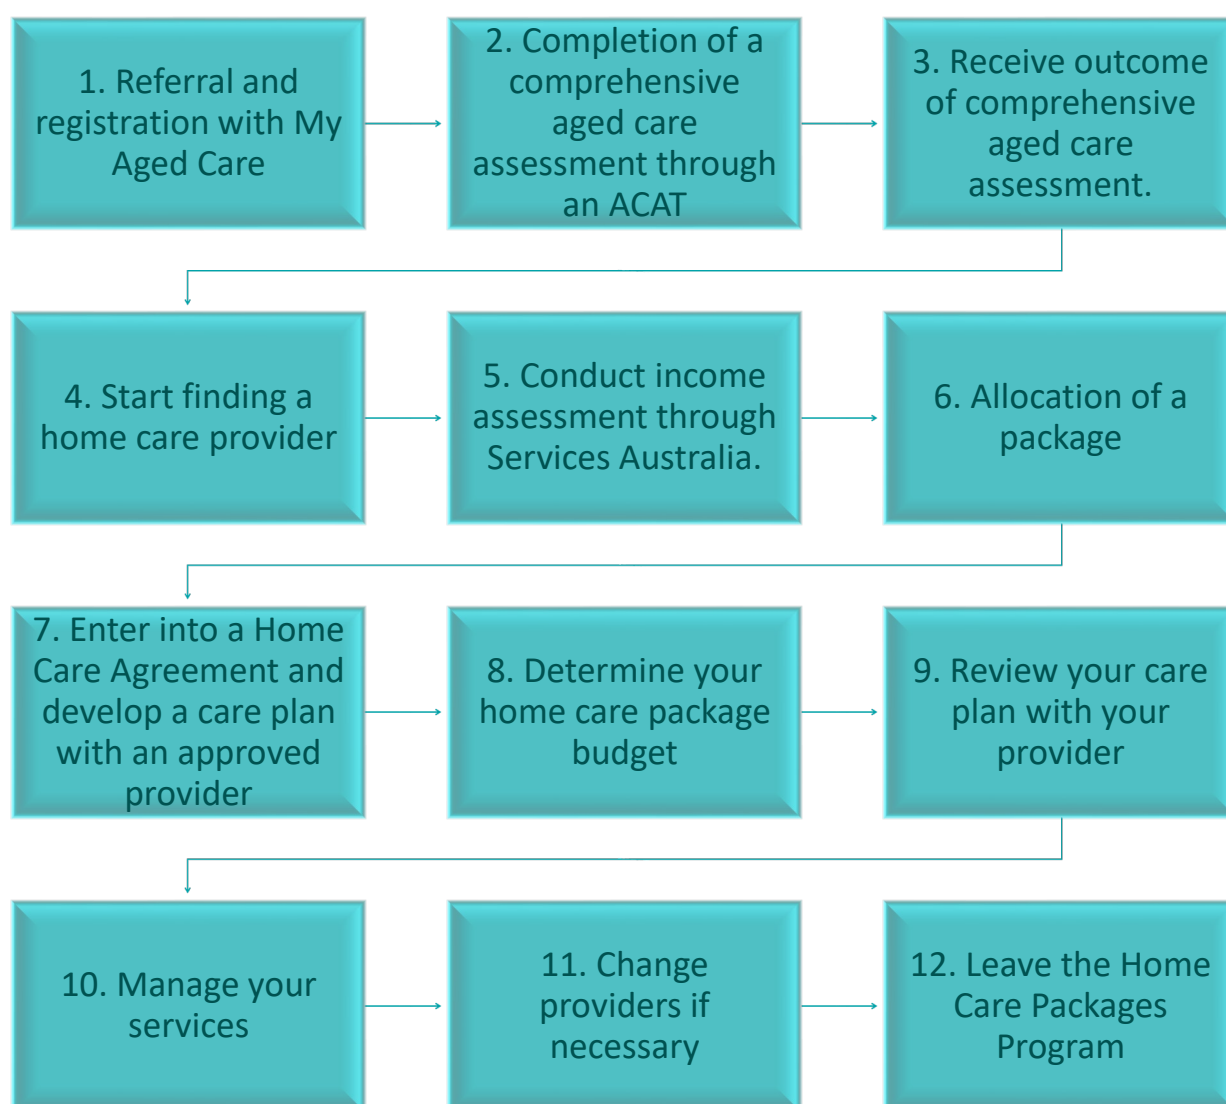 1. Referral and
registration with My
Aged Care
2. Completion of a
comprehensive
aged care
assessment through
an ACAT
3. Receive outcome
of comprehensive
aged care
assessment.
4. Start finding a
home care provider
5. Conduct income
assessment through
Services Australia.
6. Allocation of a
package
7. Enter into a Home
Care Agreement and
develop a care plan
with an approved
provider
8. Determine your
home care package
budget
9. Review your care
plan with your
provider
10. Manage your
services
11. Change
providers if
necessary
12. Leave the Home
Care Packages
Program